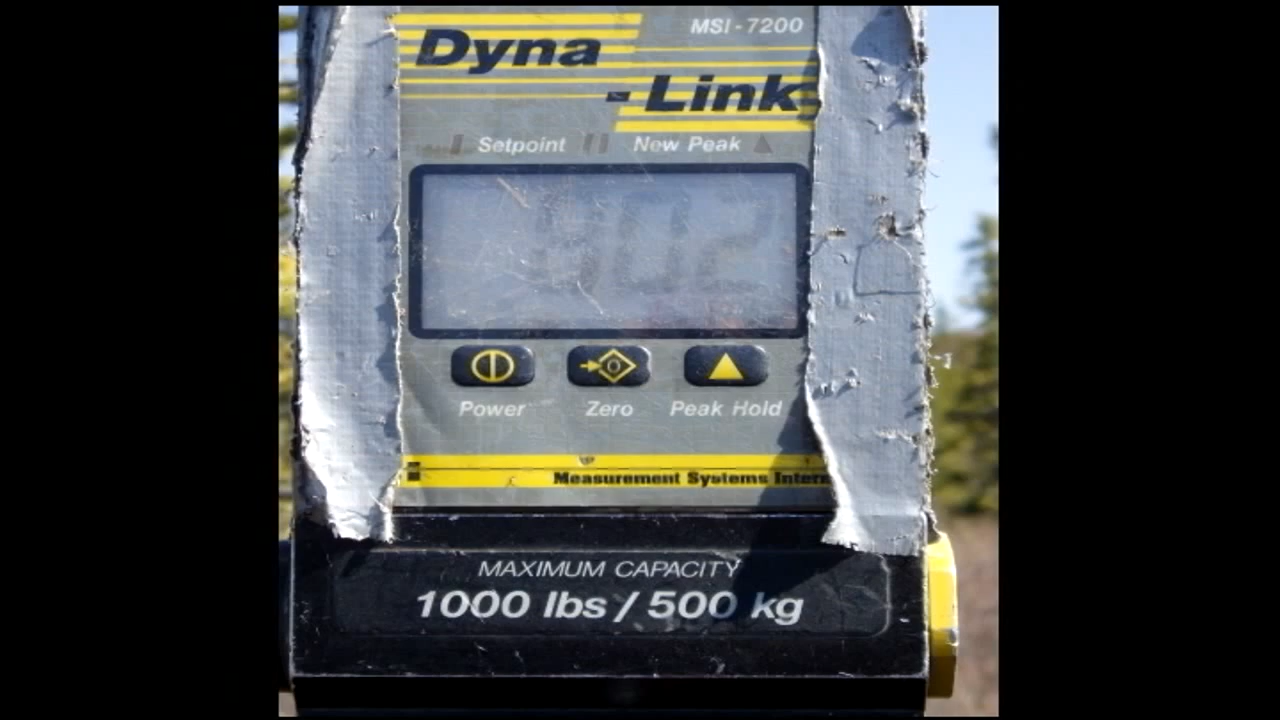 MSI-7200
Dyna
-Link
Setpoint New Peak
Power Zero Peak Hold
Measurement Systems Intern
MAXIMUM CAPACITY
1000 lbs / 500 kg